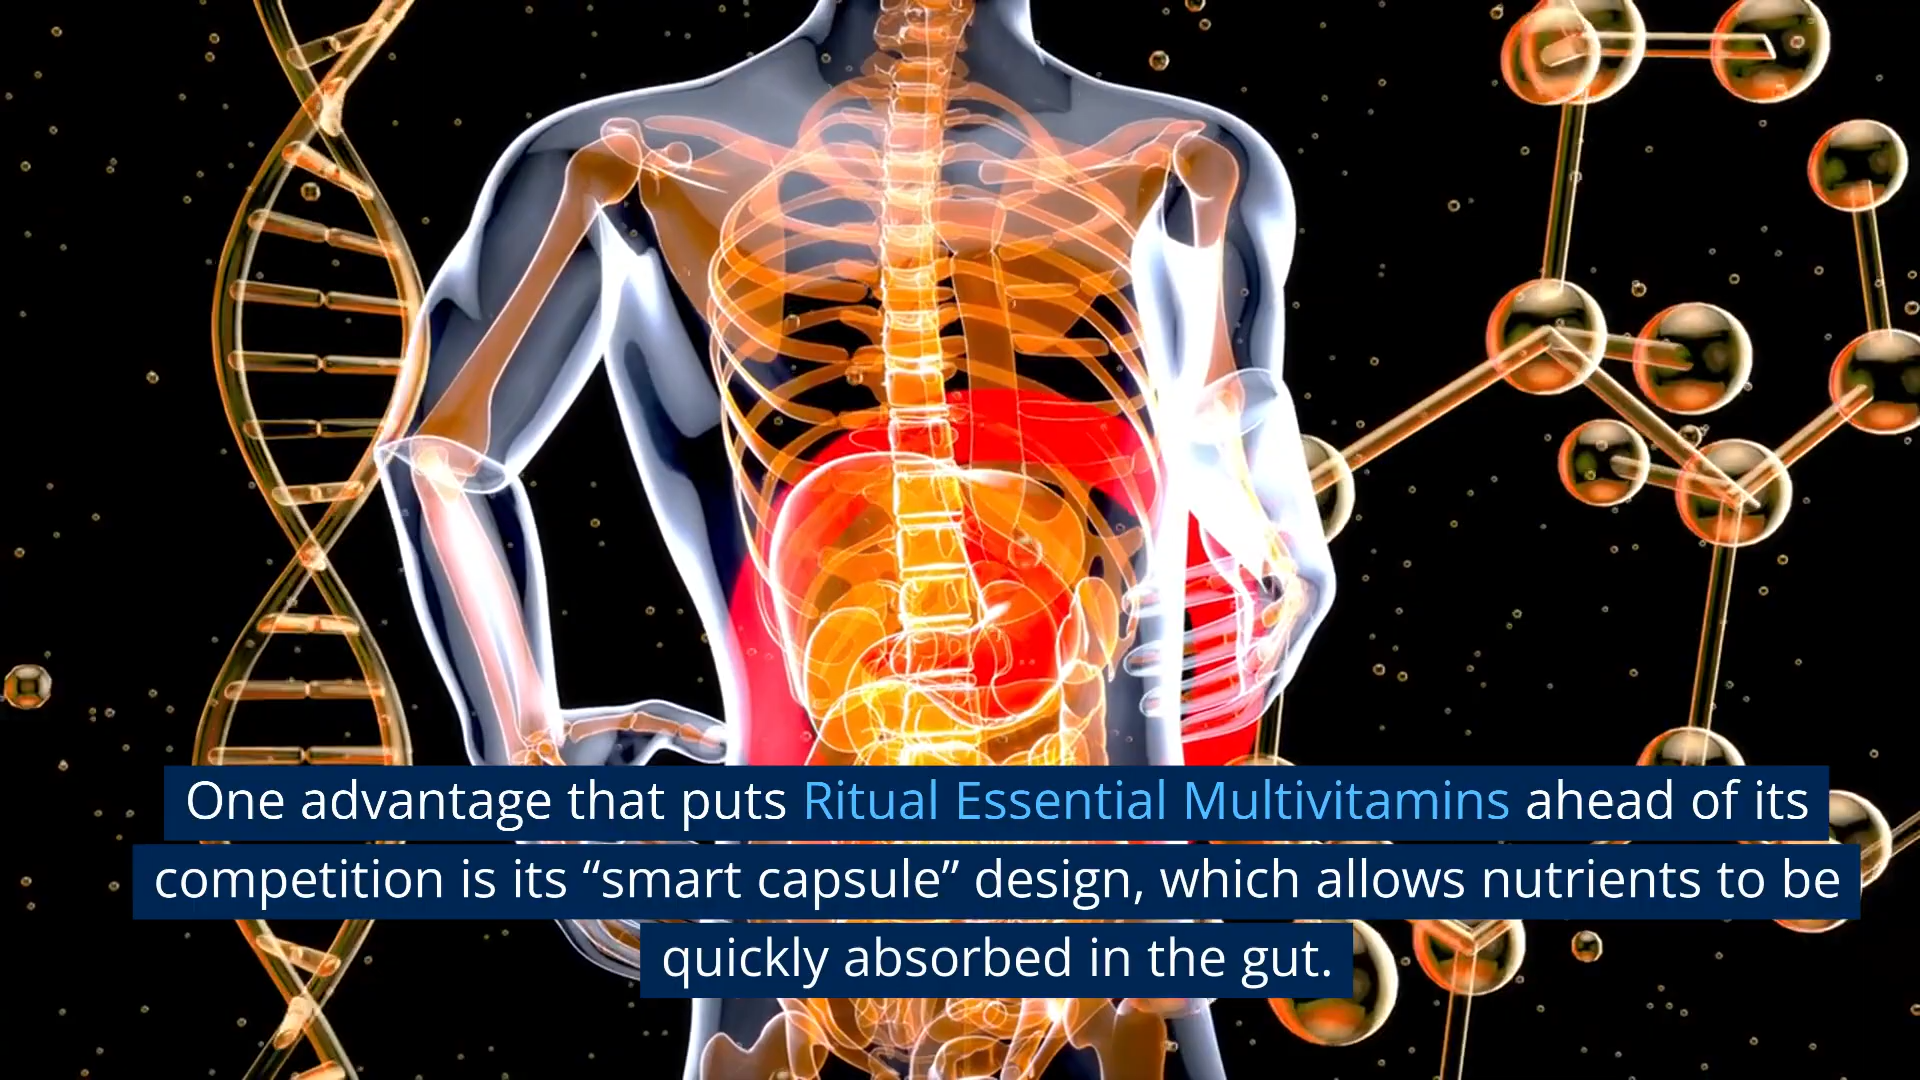 One advantage that puts Ritual Essential Multivitamins ahead of its
competition is its “smart capsule” design, which allows nutrients to be
quickly absorbed in the gut.